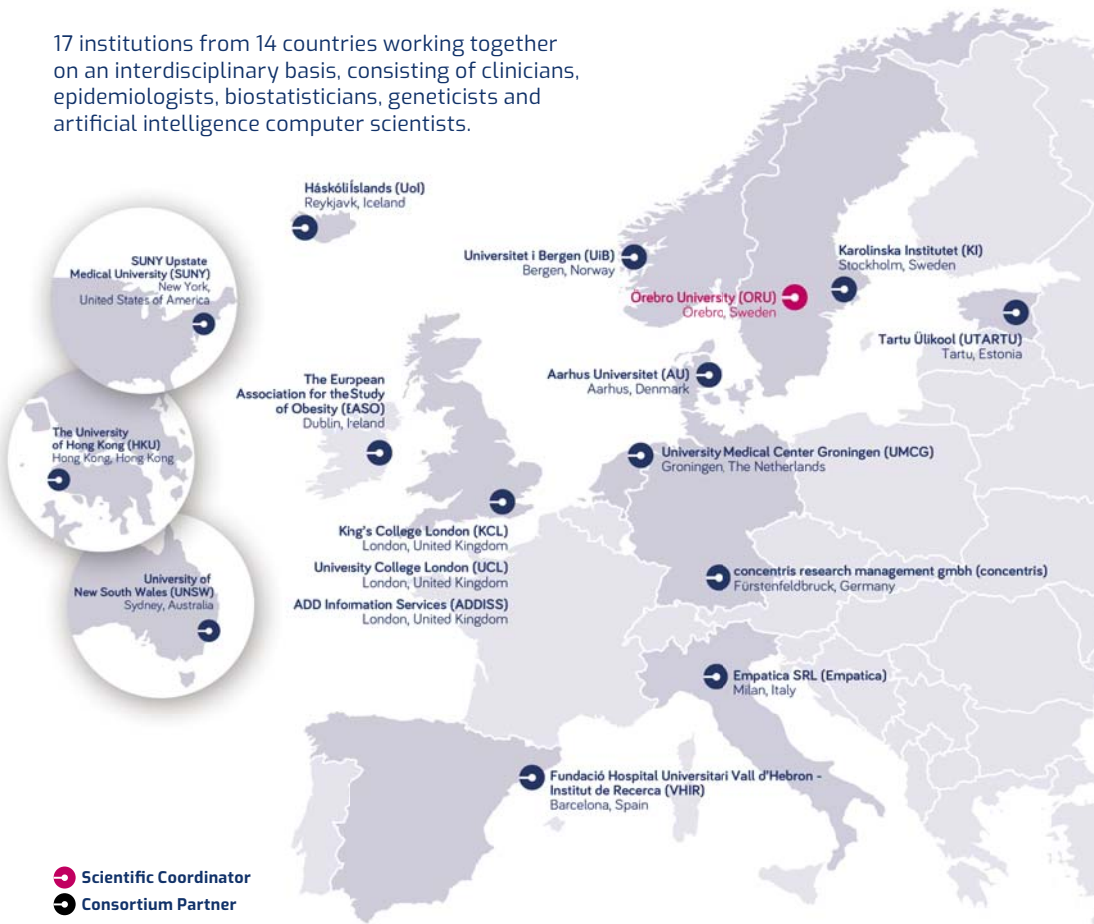 17 institutions from 14 countries working together
on an interdisciplinary basis, consisting of clinicians,
epidemiologists, biostatisticians, geneticists and
artificial intelligence computer scientists.
Háskóli Íslands (UoI)
Reykjavk, Iceland
SUNY Upstate
Medical University (SUNY)
New York,
United States of America
Universitet i Bergen (UiB)
Bergen, Norway
Karolinska Institutet (KI)
Stockholm, Sweden
Örebro University (ORU)
Örebro, Sweden
Tartu Ülikool (UTARTU)
Tartu, Estonia
Aarhus Universitet (AU)
Aarhus, Denmark
The European
Association for the Study
of Obesity (EASO)
Dublin, Ireland
The University
of Hong Kong (HKU)
Hong Kong, Hong Kong
University Medical Center Groningen (UMCG)
Groningen, The Netherlands
King's College London (KCL)
London, United Kingdom
University College London (UCL)
London, United Kingdom
ADD Information Services (ADDISS)
London, United Kingdom
University of
New South Wales (UNSW)
Sydney, Australia
concentris research management gmbh (concentris)
Fürstenfeldbruck, Germany
Empatica SRL (Empatica)
Milan, Italy
Fundació Hospital Universitari Vall d'Hebron -
Institut de Recerca (VHIR)
Barcelona, Spain
Scientific Coordinator
Consortium Partner